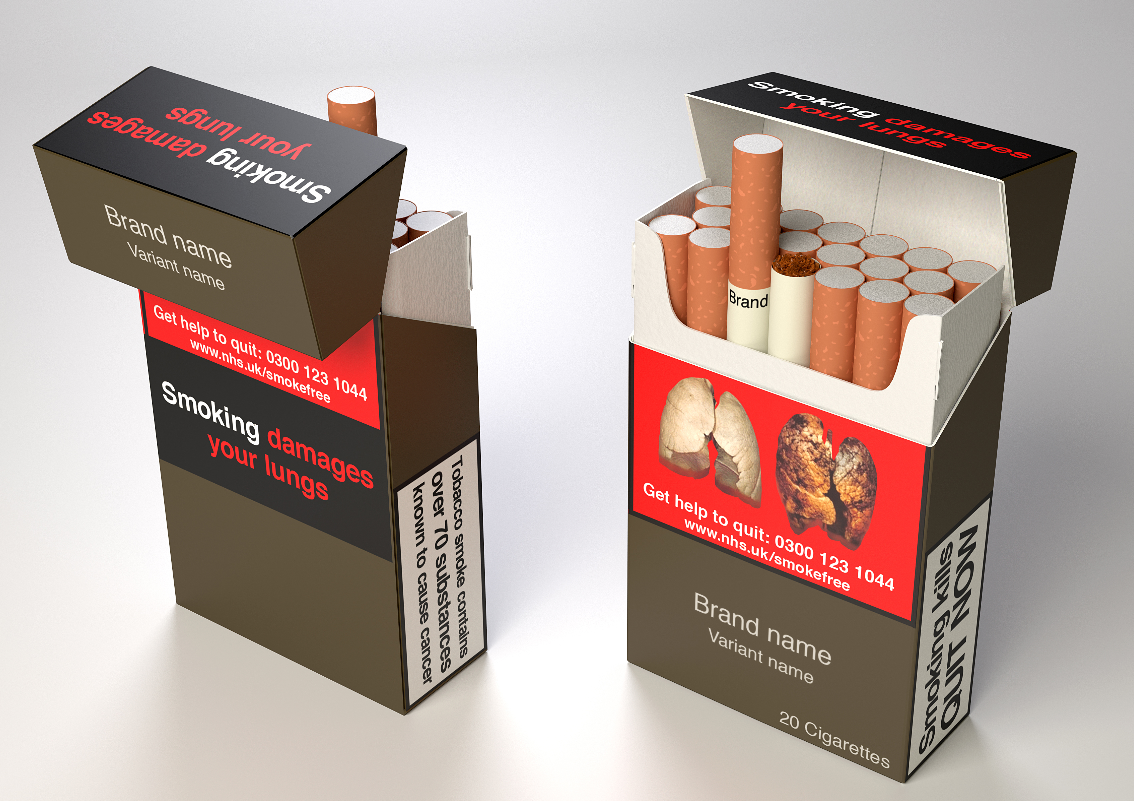 Smoking damages
your lungs
Brand name
Variant name
Get help to quit: 0300 123 1044
www.nhs.uk/smokefree
Smoking damages
your lungs
Tobacco smoke contains
over 70 substances
known to cause cancer
Smoking damages
your lungs
Brand
Get help to quit: 0300 123 1044
www.nhs.uk/smokefree
Brand name
Variant name
20 Cigarettes
Smoking kills
QUIT NOW